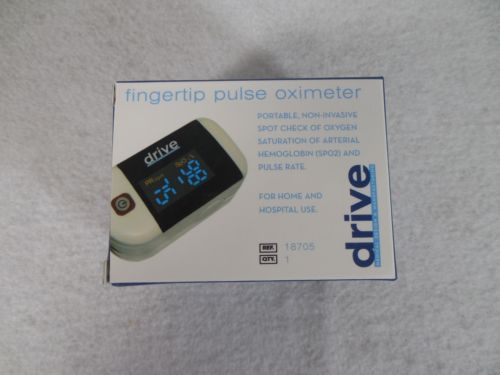 fingertip pulse oximeter
PORTABLE, NON-INVASIVE
SPOT CHECK OF OXYGEN
SATURATION OF ARTERIAL
HEMOGLOBIN (SPO2) AND
PULSE RATE.
FOR HOME AND
HOSPITAL USE.
REF. 18705
QTY. 1
drive
drive
SpO2
PR bpm